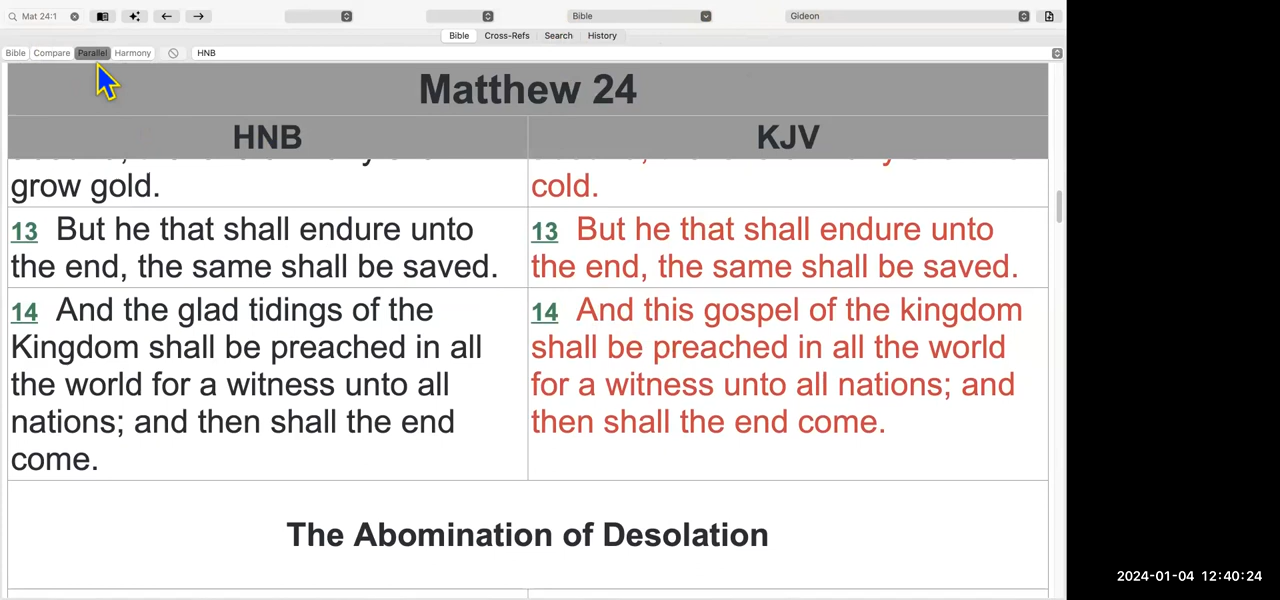 Mat 24:1 Bible Gideon
Bible Cross-Refs Search History
Bible Compare Parallel Harmony HNB
Matthew 24
HNB KJV
grow gold.
cold.
13 But he that shall endure unto
the end, the same shall be saved.
13 But he that shall endure unto
the end, the same shall be saved.
14 And the glad tidings of the
Kingdom shall be preached in all
the world for a witness unto all
nations; and then shall the end
come.
14 And this gospel of the kingdom
shall be preached in all the world
for a witness unto all nations; and
then shall the end come.
The Abomination of Desolation
2024-01-04 12:40:24